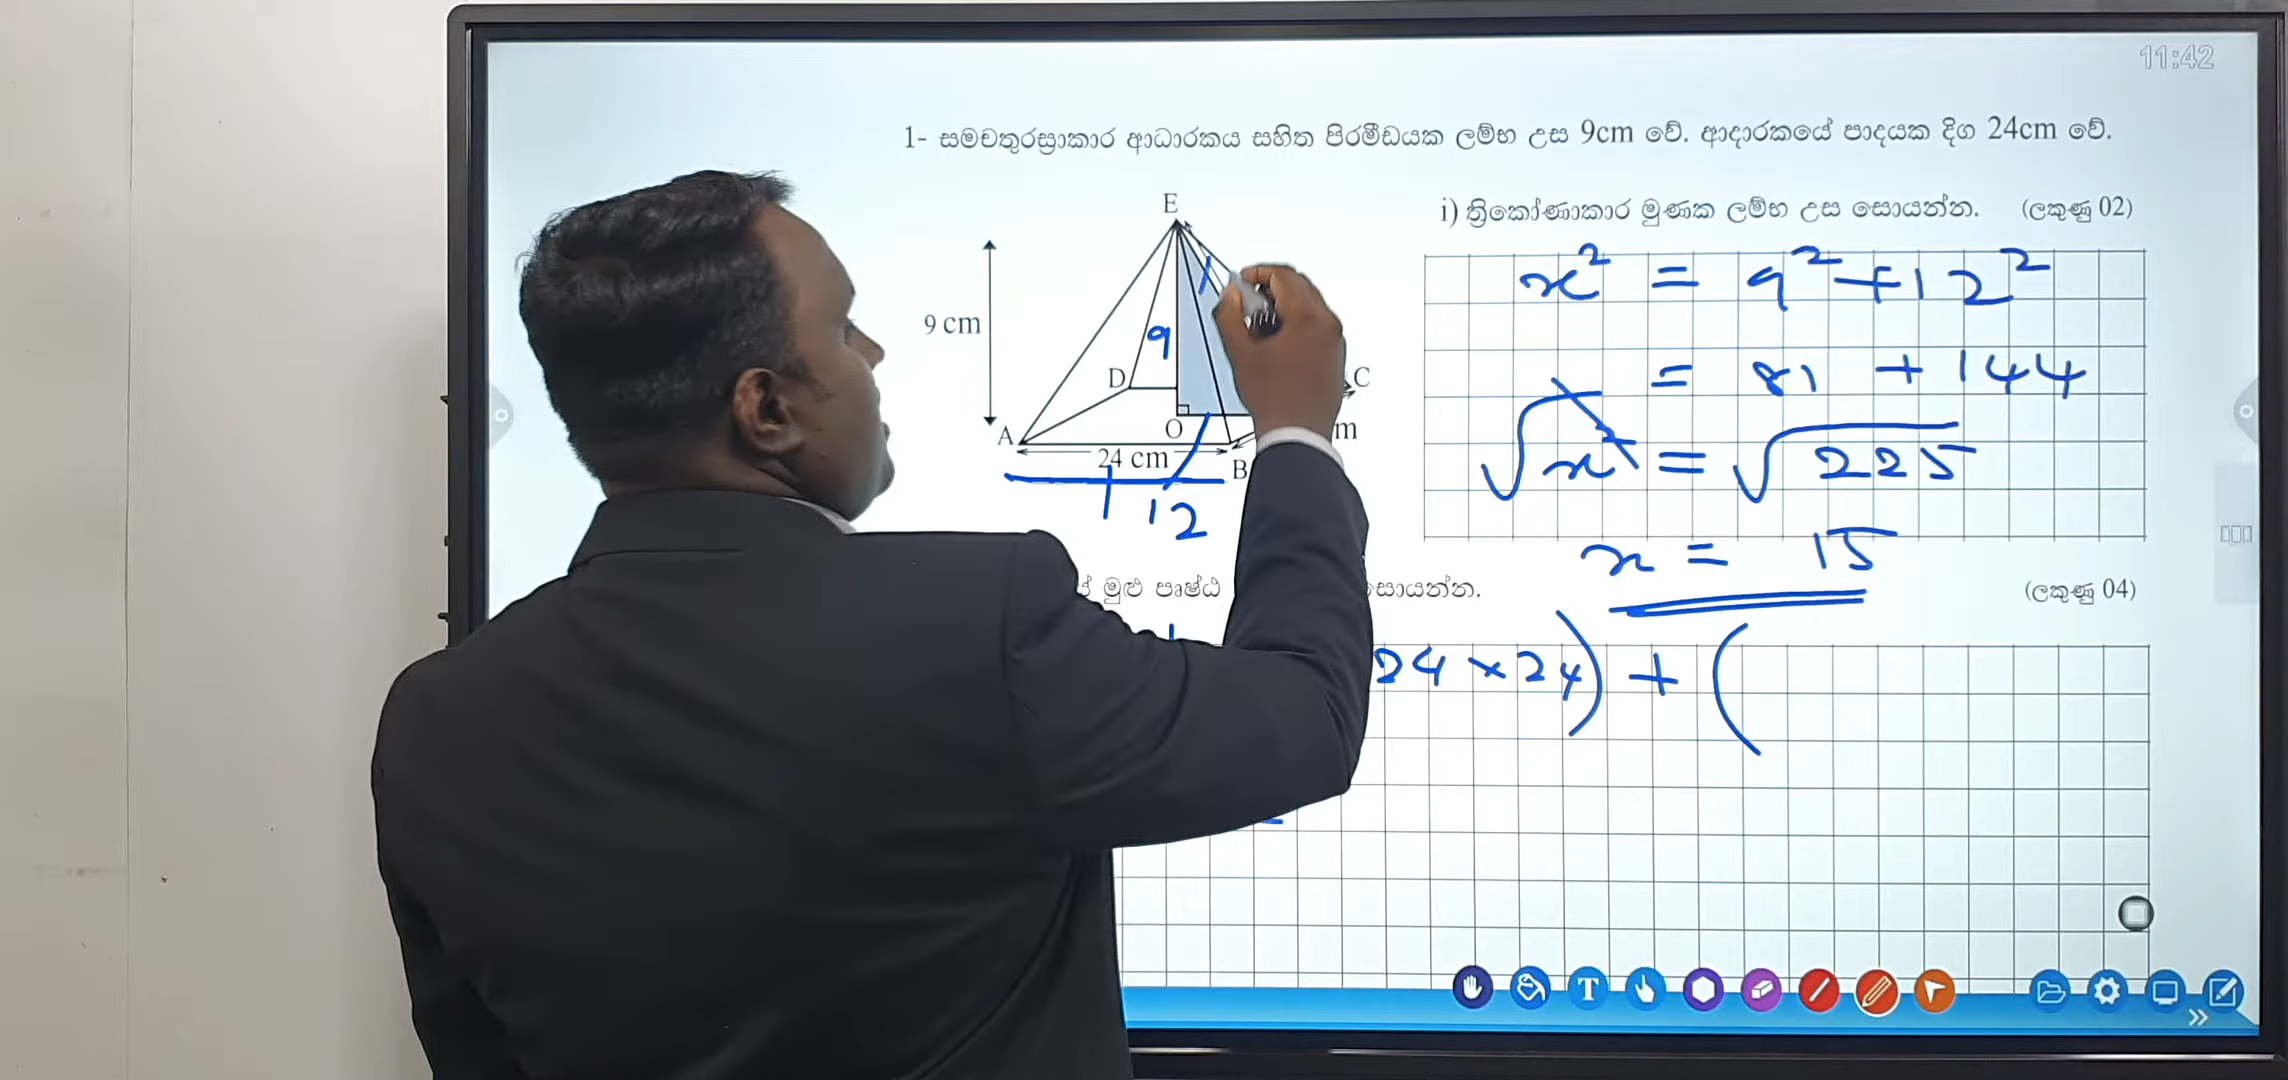 11:42
1- සමචතුරස්‍රාකාර ආධාරකය සහිත පිරමීඩයක ලම්භ උස 9cm වේ. ආදාරකයේ පාදයක දිග 24cm වේ.
i) ත්‍රිකෝණාකාර මුණක ලම්භ උස සොයන්න. (ලකුණු 02)
E
9 cm
9
D
C
A
O
24 cm
B
m
12
x² = 9² + 12²
= 81 + 144
√x² = √225
x = 15
මුළු පෘෂ්ඨ
සොයන්න. (ලකුණු 04)
24 × 24) + (
T